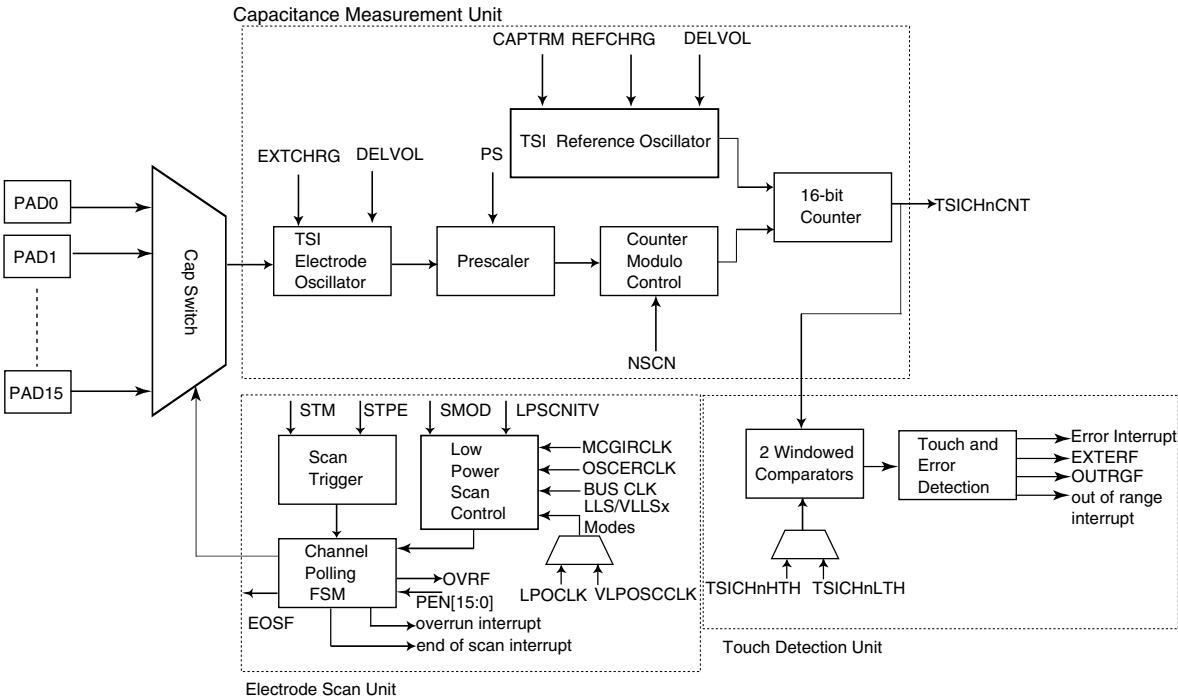 Capacitance Measurement Unit
CAPTRM REFCHRG DELVOL
TSI Reference Oscillator
EXTCHRG DELVOL PS
PAD0
PAD1
PAD15
Cap Switch
TSI
Electrode
Oscillator
Prescaler
Counter
Modulo
Control
NSCN
16-bit
Counter
TSICHnCNT
STM STPE SMOD LPSCNITV
Scan
Trigger
Low
Power
Scan
Control
MCGIRCLK
OSCERCLK
BUS CLK
LLS/VLLSx
Modes
LPOCLK VLPOSCCLK
Channel
Polling
FSM
OVRF
PEN[15:0]
EOSF
overrun interrupt
end of scan interrupt
Electrode Scan Unit
2 Windowed
Comparators
Touch and
Error
Detection
Error Interrupt
EXTERF
OUTRGF
out of range
interrupt
TSICHnHTH TSICHnLTH
Touch Detection Unit